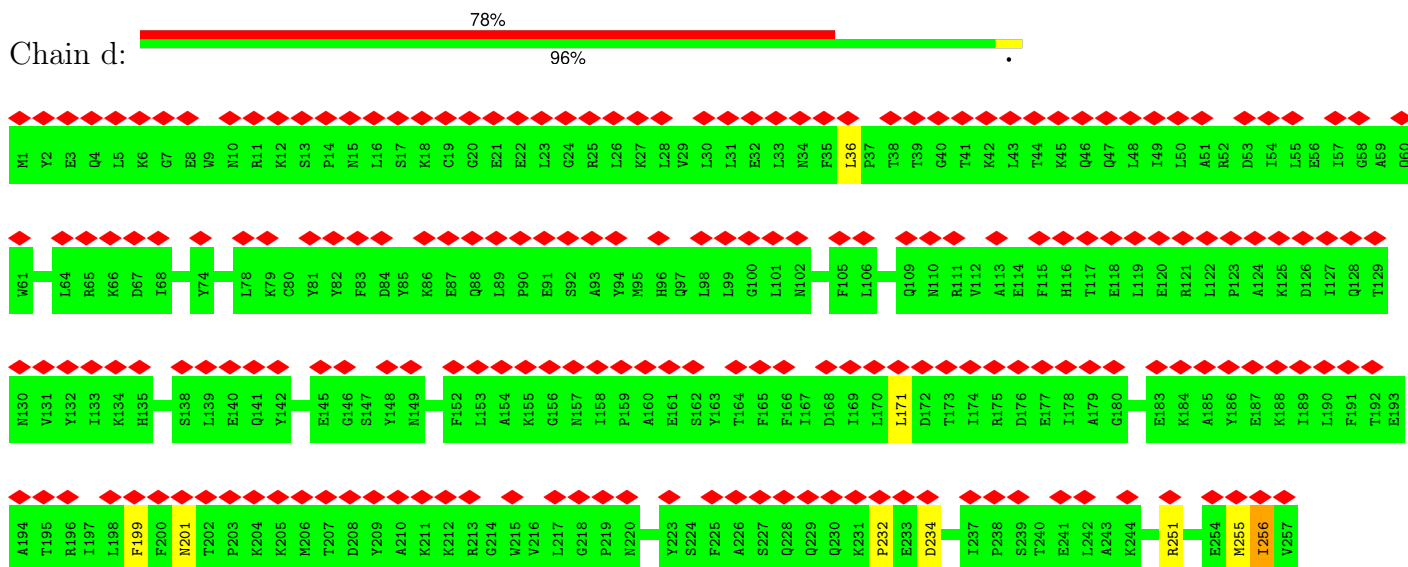 78%
Chain d:
96%
.
M1 Y2 E3 Q4 L5 K6 G7 E8 W9 N10 R11 K12 S13 P14 N15 L16 S17 K18 C19 G20 E21 E22 L23 G24 R25 L26 K27 L28 V29 L30 L31 E32 L33 N34 F35 L36 P37 T38 T39 G40 T41 K42 L43 T44 K45 Q46 Q47 L48 I49 L50 A51 R52 D53 I54 L55 E56 I57 G58 A59 Q60
W61 L64 R65 K66 D67 I68 Y74 L78 K79 C80 Y81 Y82 F83 D84 Y85 K86 E87 Q88 L89 P90 E91 S92 A93 Y94 M95 H96 Q97 L98 L99 G100 L101 N102 F105 L106 Q109 N110 R111 V112 A113 E114 F115 H116 T117 E118 L119 E120 R121 L122 P123 A124 K125 D126 I127 Q128 T129
N130 V131 Y132 I133 K134 H135 S138 L139 E140 Q141 Y142 E145 G146 S147 Y148 N149 F152 L153 A154 K155 G156 N157 I158 P159 A160 E161 S162 Y163 T164 F165 F166 I167 D168 I169 L170 L171 D172 T173 I174 R175 D176 E177 I178 A179 G180 E183 K184 A185 Y186 E187 K188 I189 L190 F191 T192 E193
A194 T195 R196 I197 L198 F199 F200 N201 T202 P203 K204 K205 M206 T207 D208 Y209 A210 K211 K212 R213 G214 W215 V216 L217 G218 P219 N220 Y223 S224 F225 A226 S227 Q228 Q229 Q230 K231 P232 E233 D234 I237 P238 S239 T240 E241 L242 A243 K244 R251 E254 M255 I256 V257